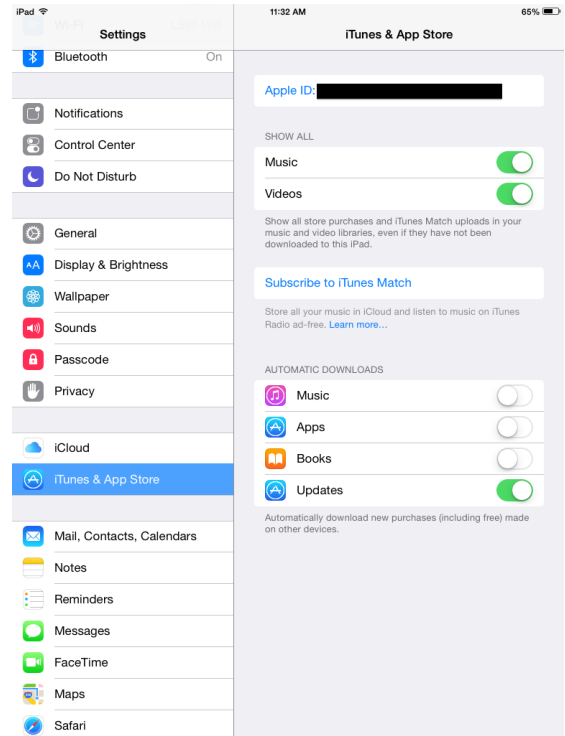 iPad
11:32 AM
65%
Settings
iTunes & App Store
Bluetooth
On
Notifications
Control Center
Do Not Disturb
General
Display & Brightness
Wallpaper
Sounds
Passcode
Privacy
iCloud
iTunes & App Store
Mail, Contacts, Calendars
Notes
Reminders
Messages
FaceTime
Maps
Safari
Apple ID:
SHOW ALL
Music
Videos
Show all store purchases and iTunes Match uploads in your
music and video libraries, even if they have not been
downloaded to this iPad.
Subscribe to iTunes Match
Store all your music in iCloud and listen to music on iTunes
Radio ad-free. Learn more...
AUTOMATIC DOWNLOADS
Music
Apps
Books
Updates
Automatically download new purchases (including free) made
on other devices.